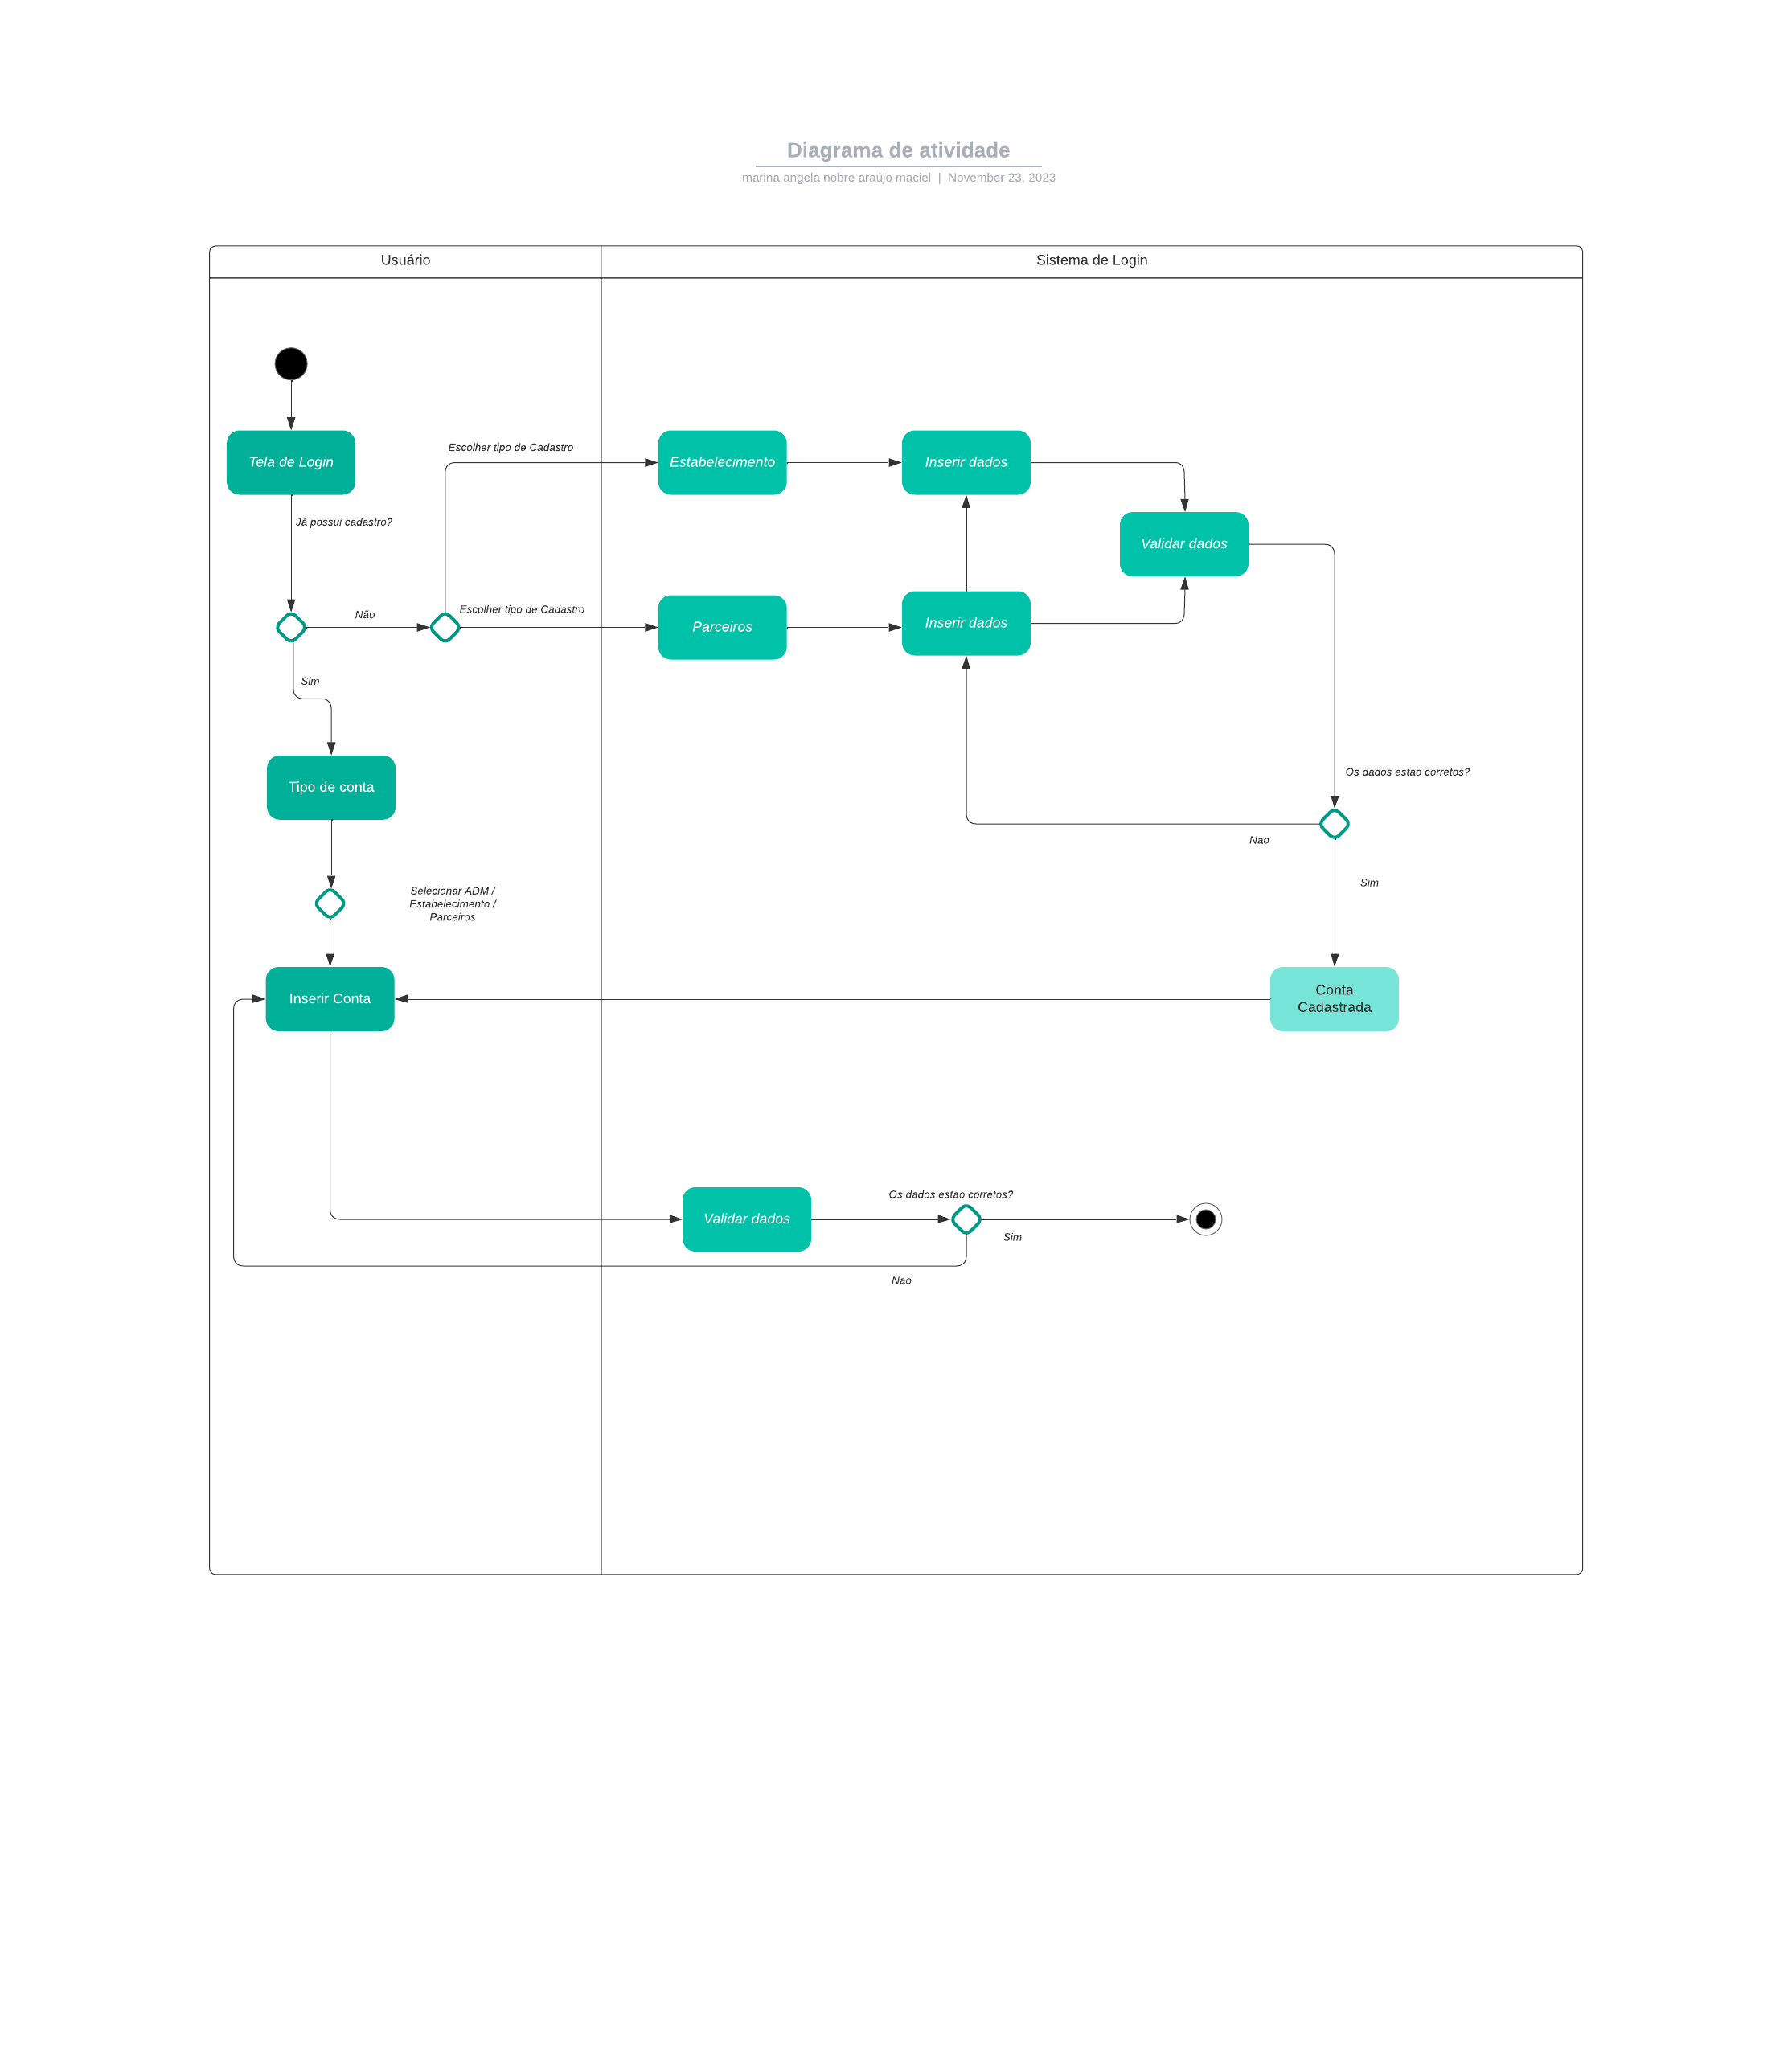 Diagrama de atividade
marina angela nobre araújo maciel | November 23, 2023
Usuário
Sistema de Login
Tela de Login
Escolher tipo de Cadastro
Estabelecimento
Inserir dados
Já possui cadastro?
Validar dados
Não
Escolher tipo de Cadastro
Parceiros
Inserir dados
Sim
Tipo de conta
Os dados estao corretos?
Nao
Sim
Selecionar ADM /
Estabelecimento /
Parceiros
Inserir Conta
Conta
Cadastrada
Validar dados
Os dados estao corretos?
Sim
Nao